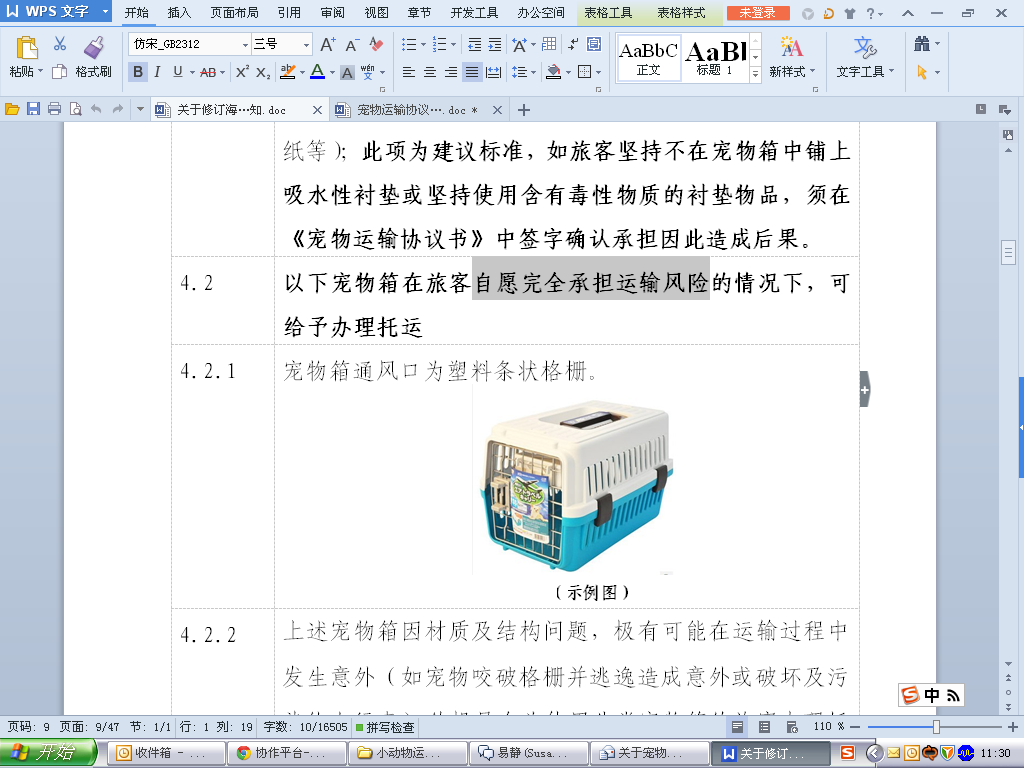 WPS 文字
开始 插入 页面布局 引用 审阅 视图 章节 开发工具 办公空间 表格工具 表格样式 未登录
粘贴 格式刷
仿宋_GB2312 三号
AaBbC AaBl
正文 标题 1 新样式 文字工具
关于修订海…知.doc 宠物运输协议….doc *
纸等）；此项为建议标准，如旅客坚持不在宠物箱中铺上
吸水性衬垫或坚持使用含有毒性物质的衬垫物品，须在
《宠物运输协议书》中签字确认承担因此造成后果。
4.2 以下宠物箱在旅客自愿完全承担运输风险的情况下，可
给予办理托运
4.2.1 宠物箱通风口为塑料条状格栅。
（示例图）
4.2.2 上述宠物箱因材质及结构问题，极有可能在运输过程中
发生意外（如宠物咬破格栅并逃逸造成意外或破坏及污
中
页码: 9 页面: 9/47 节: 1/1 行: 1 列: 19 字数: 10/16505 拼写检查 110 %
开始 收件箱 - ... 协作平台-... 小动物运... 易静(Susa... 关于宠物... 关于修订... 11:30